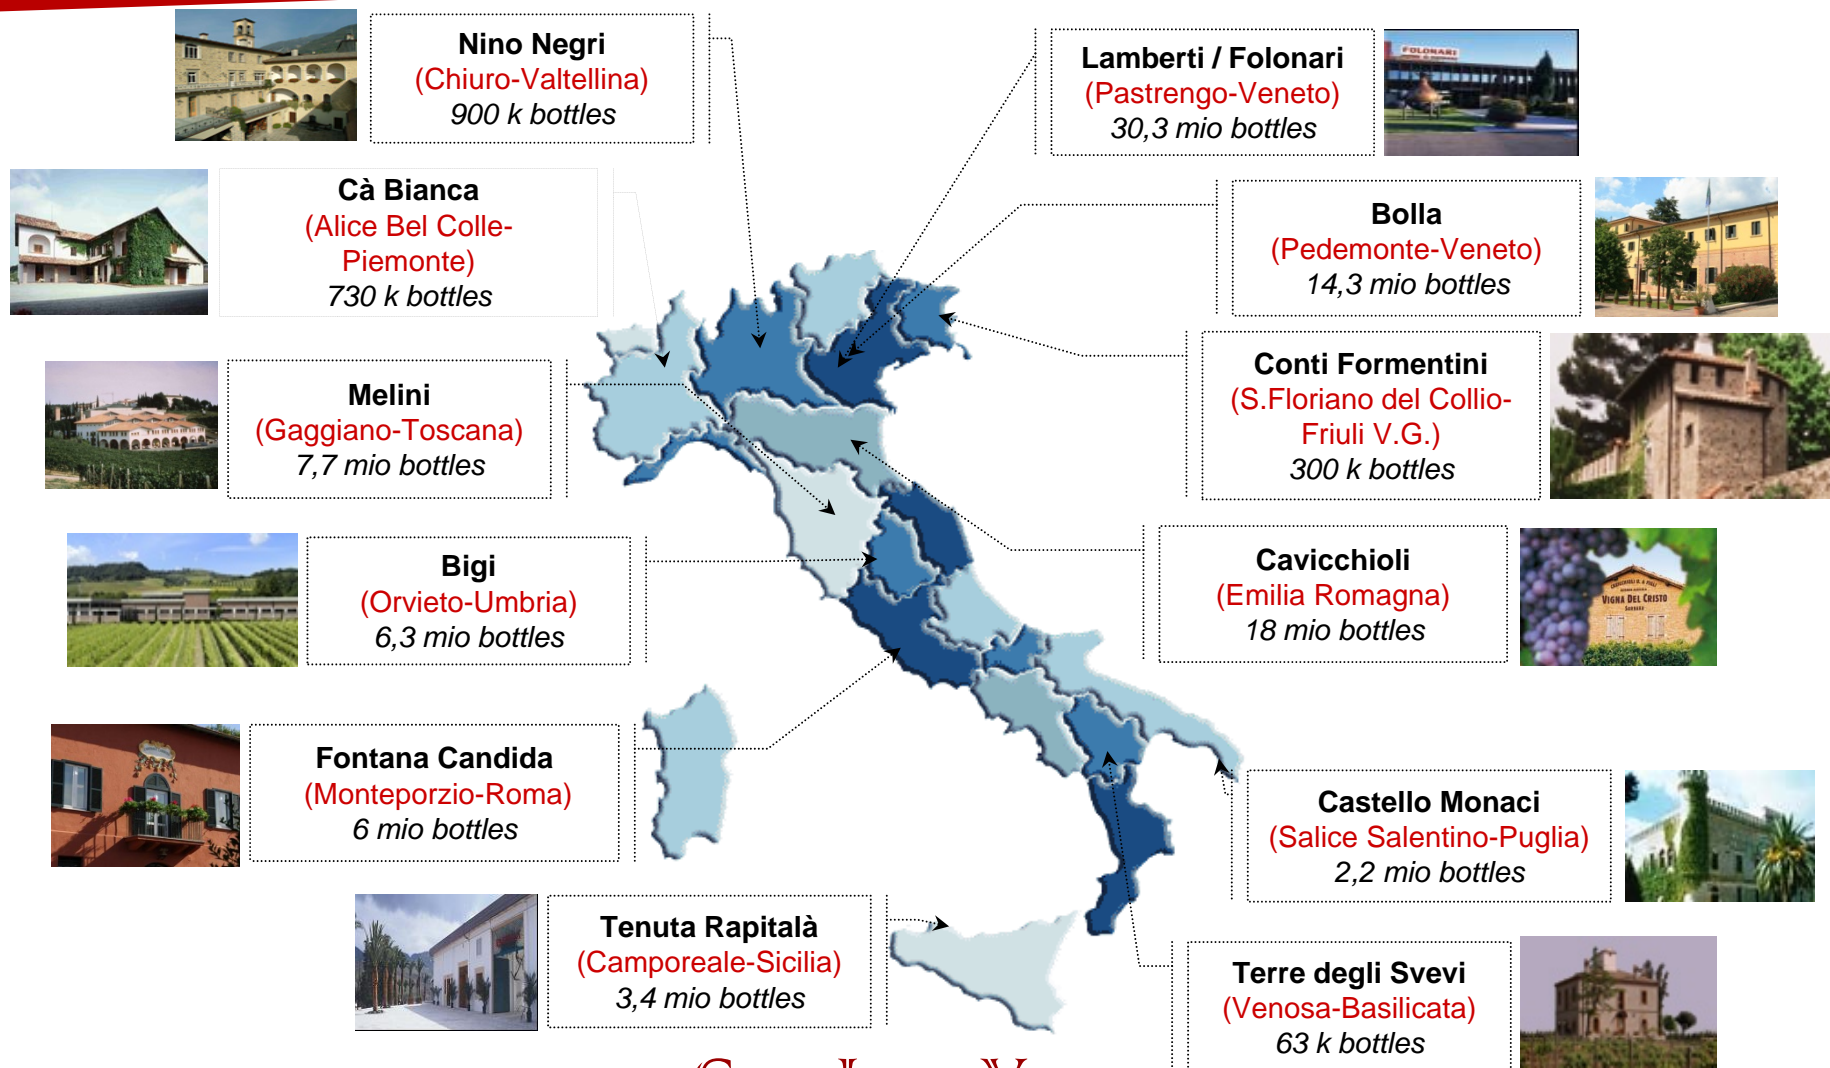 Nino Negri
(Chiuro-Valtellina)
900 k bottles
Lamberti / Folonari
(Pastrengo-Veneto)
30,3 mio bottles
FOLONARI
Cà Bianca
(Alice Bel Colle-
Piemonte)
730 k bottles
Bolla
(Pedemonte-Veneto)
14,3 mio bottles
Melini
(Gaggiano-Toscana)
7,7 mio bottles
Conti Formentini
(S.Floriano del Collio-
Friuli V.G.)
300 k bottles
Bigi
(Orvieto-Umbria)
6,3 mio bottles
Cavicchioli
(Emilia Romagna)
18 mio bottles
VIGNA DEL CRISTO
Fontana Candida
(Monteporzio-Roma)
6 mio bottles
Castello Monaci
(Salice Salentino-Puglia)
2,2 mio bottles
Tenuta Rapitalà
(Camporeale-Sicilia)
3,4 mio bottles
Terre degli Svevi
(Venosa-Basilicata)
63 k bottles